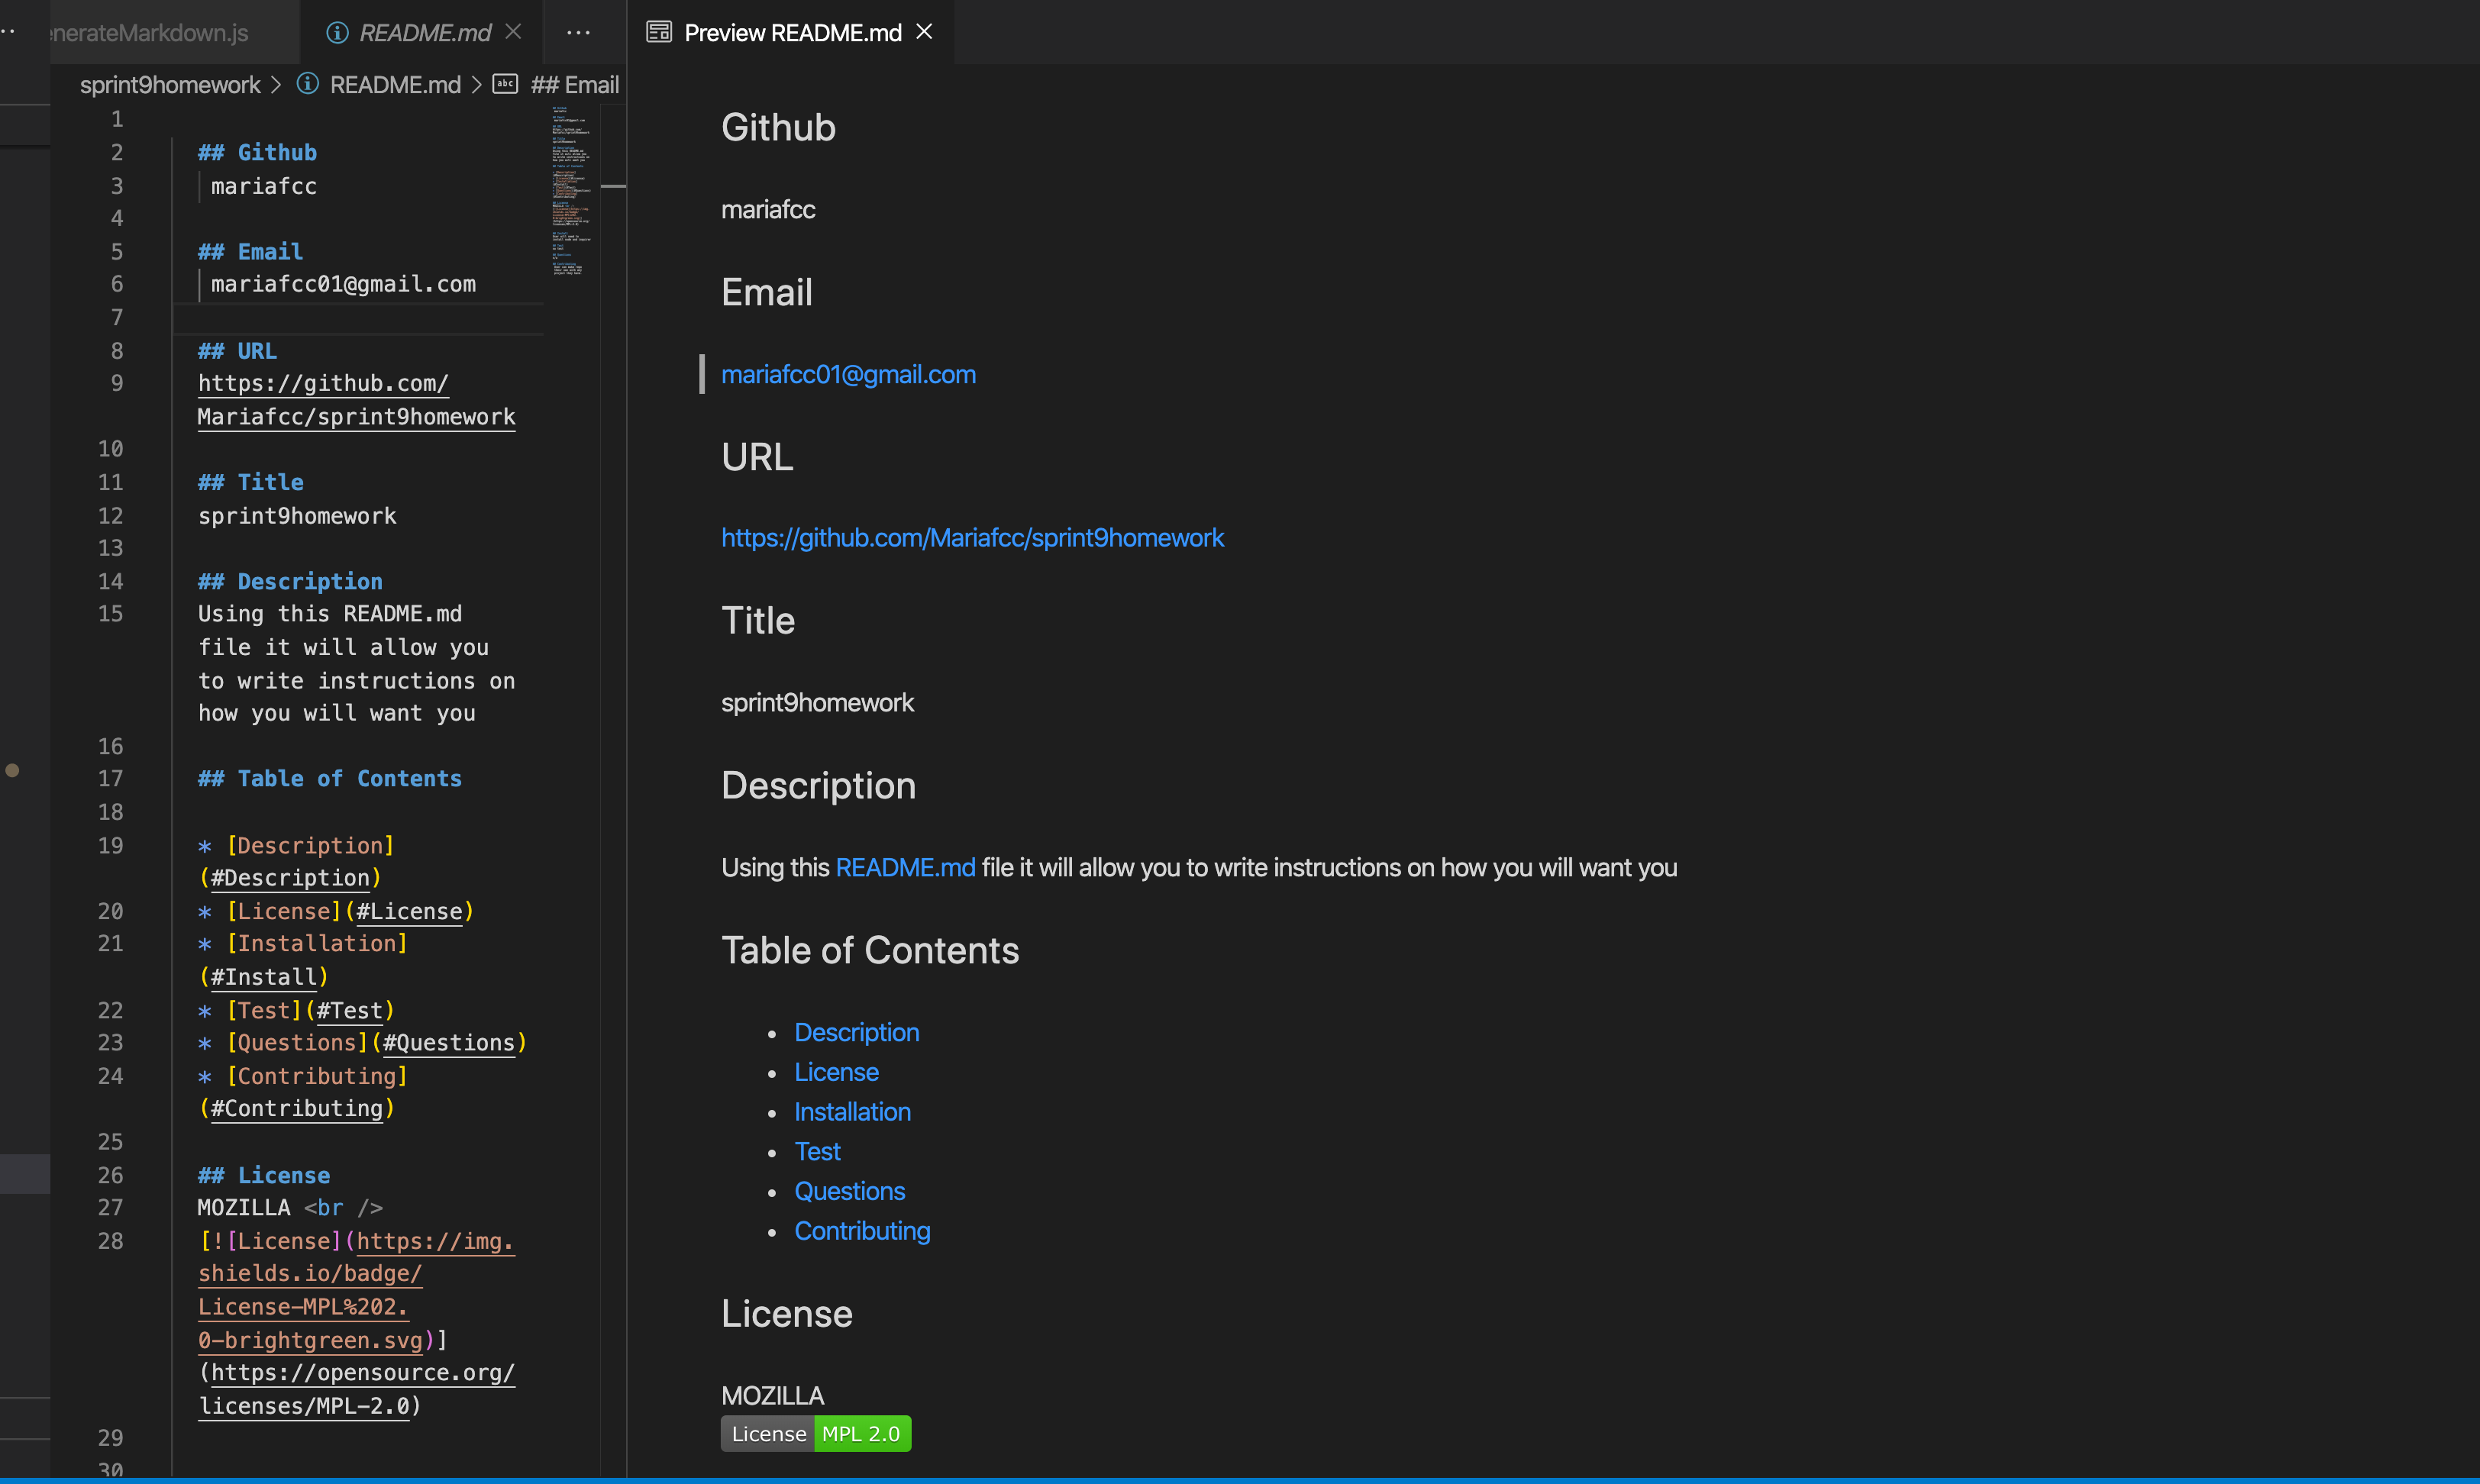 enerateMarkdown.js
README.md
Preview README.md
sprint9homework > README.md > ## Email
1
2 ## Github
3 mariafcc
4
5 ## Email
6 mariafcc01@gmail.com
7
8 ## URL
9 https://github.com/
Mariafcc/sprint9homework
10
11 ## Title
12 sprint9homework
13
14 ## Description
15 Using this README.md
file it will allow you
to write instructions on
how you will want you
16
17 ## Table of Contents
18
19 * [Description]
(#Description)
20 * [License](#License)
21 * [Installation]
(#Install)
22 * [Test](#Test)
23 * [Questions](#Questions)
24 * [Contributing]
(#Contributing)
25
26 ## License
27 MOZILLA <br />
28 [![License](https://img.
shields.io/badge/
License-MPL%202.
0-brightgreen.svg)]
(https://opensource.org/
licenses/MPL-2.0)
29
30
Github
mariafcc
Email
mariafcc01@gmail.com
URL
https://github.com/Mariafcc/sprint9homework
Title
sprint9homework
Description
Using this README.md file it will allow you to write instructions on how you will want you
Table of Contents
• Description
• License
• Installation
• Test
• Questions
• Contributing
License
MOZILLA
License MPL 2.0